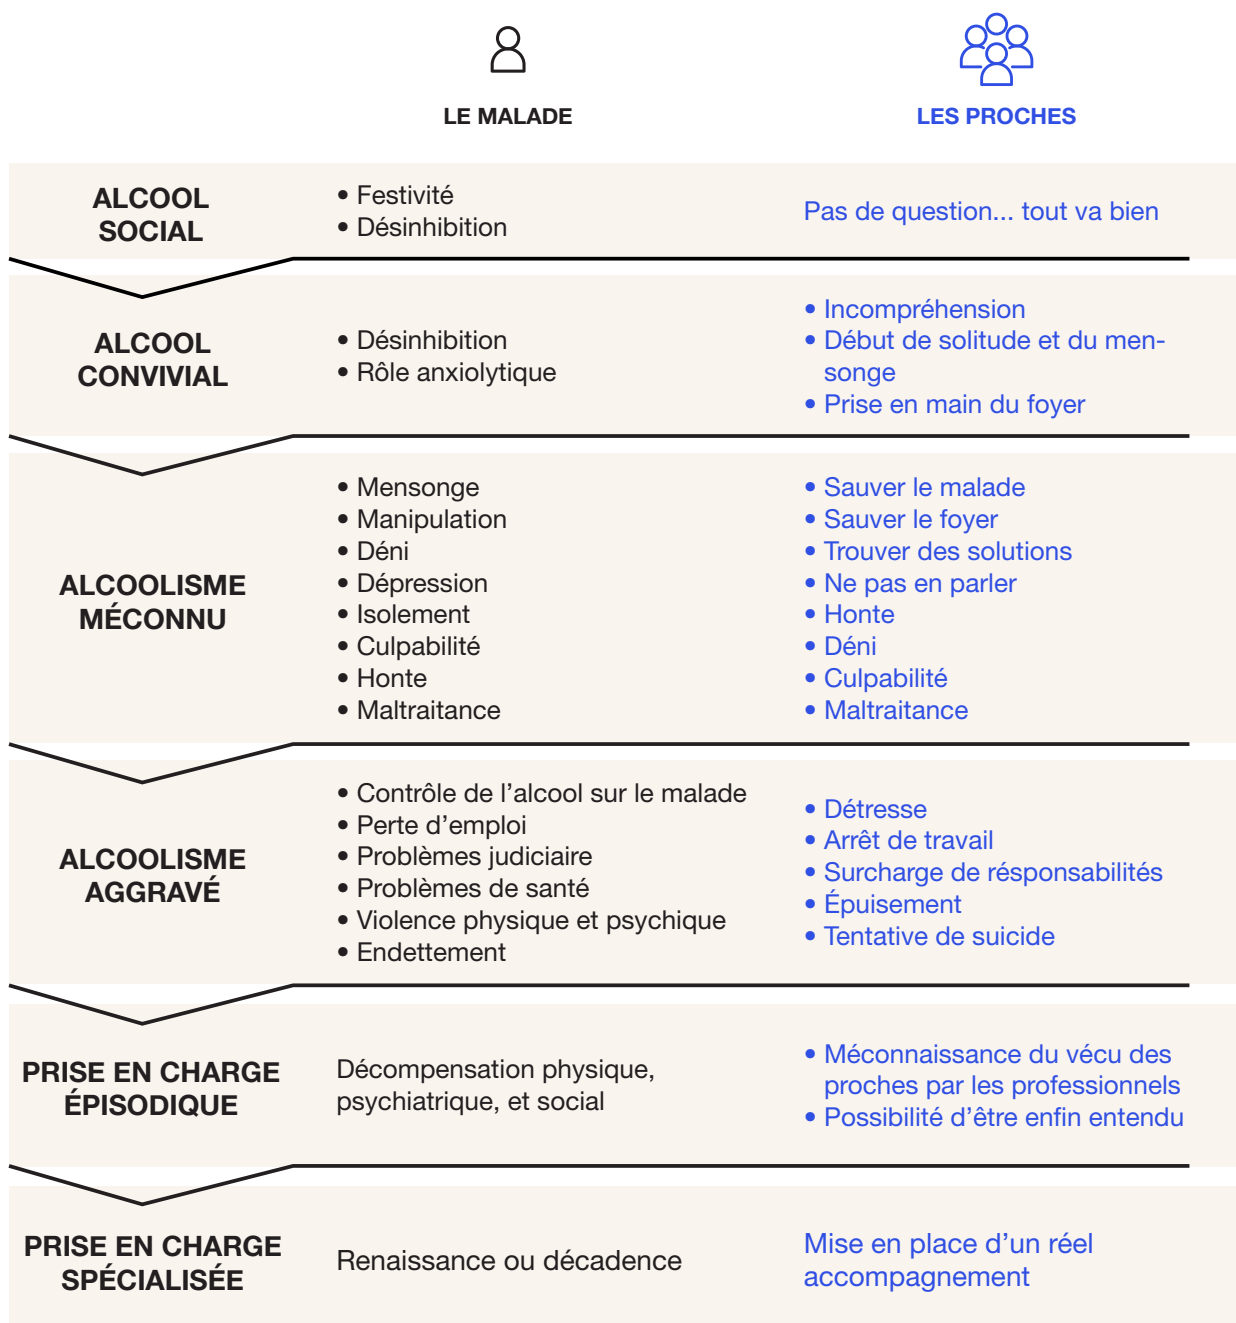 LE MALADE
LES PROCHES
ALCOOL
SOCIAL
• Festivité
• Désinhibition
Pas de question... tout va bien
ALCOOL
CONVIVIAL
• Désinhibition
• Rôle anxiolytique
• Incompréhension
• Début de solitude et du men-
songe
• Prise en main du foyer
ALCOOLISME
MÉCONNU
• Mensonge
• Manipulation
• Déni
• Dépression
• Isolement
• Culpabilité
• Honte
• Maltraitance
• Sauver le malade
• Sauver le foyer
• Trouver des solutions
• Ne pas en parler
• Honte
• Déni
• Culpabilité
• Maltraitance
ALCOOLISME
AGGRAVÉ
• Contrôle de l’alcool sur le malade
• Perte d’emploi
• Problèmes judiciaire
• Problèmes de santé
• Violence physique et psychique
• Endettement
• Détresse
• Arrêt de travail
• Surcharge de résponsabilités
• Épuisement
• Tentative de suicide
PRISE EN CHARGE
ÉPISODIQUE
Décompensation physique,
psychiatrique, et social
• Méconnaissance du vécu des
proches par les professionnels
• Possibilité d’être enfin entendu
PRISE EN CHARGE
SPÉCIALISÉE
Renaissance ou décadence
Mise en place d’un réel
accompagnement